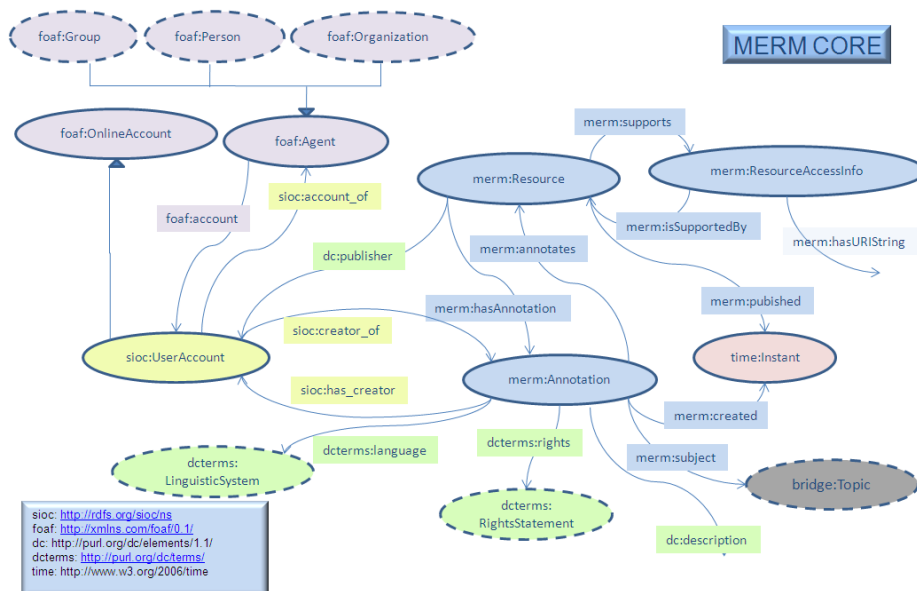 foaf:Group
foaf:Person
foaf:Organization
MERM CORE
foaf:OnlineAccount
foaf:Agent
merm:supports
merm:Resource
merm:ResourceAccessInfo
sioc:account_of
foaf:account
merm:isSupportedBy
merm:hasURIString
dc:publisher
merm:annotates
merm:pubished
merm:hasAnnotation
sioc:creator_of
sioc:UserAccount
time:Instant
merm:Annotation
sioc:has_creator
merm:created
dcterms:language
dcterms:rights
merm:subject
dcterms:
LinguisticSystem
bridge:Topic
dcterms:
RightsStatement
dc:description
sioc: http://rdfs.org/sioc/ns
foaf: http://xmlns.com/foaf/0.1/
dc: http://purl.org/dc/elements/1.1/
dcterms: http://purl.org/dc/terms/
time: http://www.w3.org/2006/time